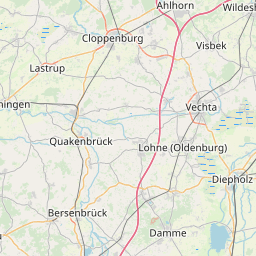 Ahlhorn
Wildesh
Cloppenburg
Visbek
Lastrup
ningen
Vechta
Quakenbrück
Lohne (Oldenburg)
Diepholz
Bersenbrück
Damme